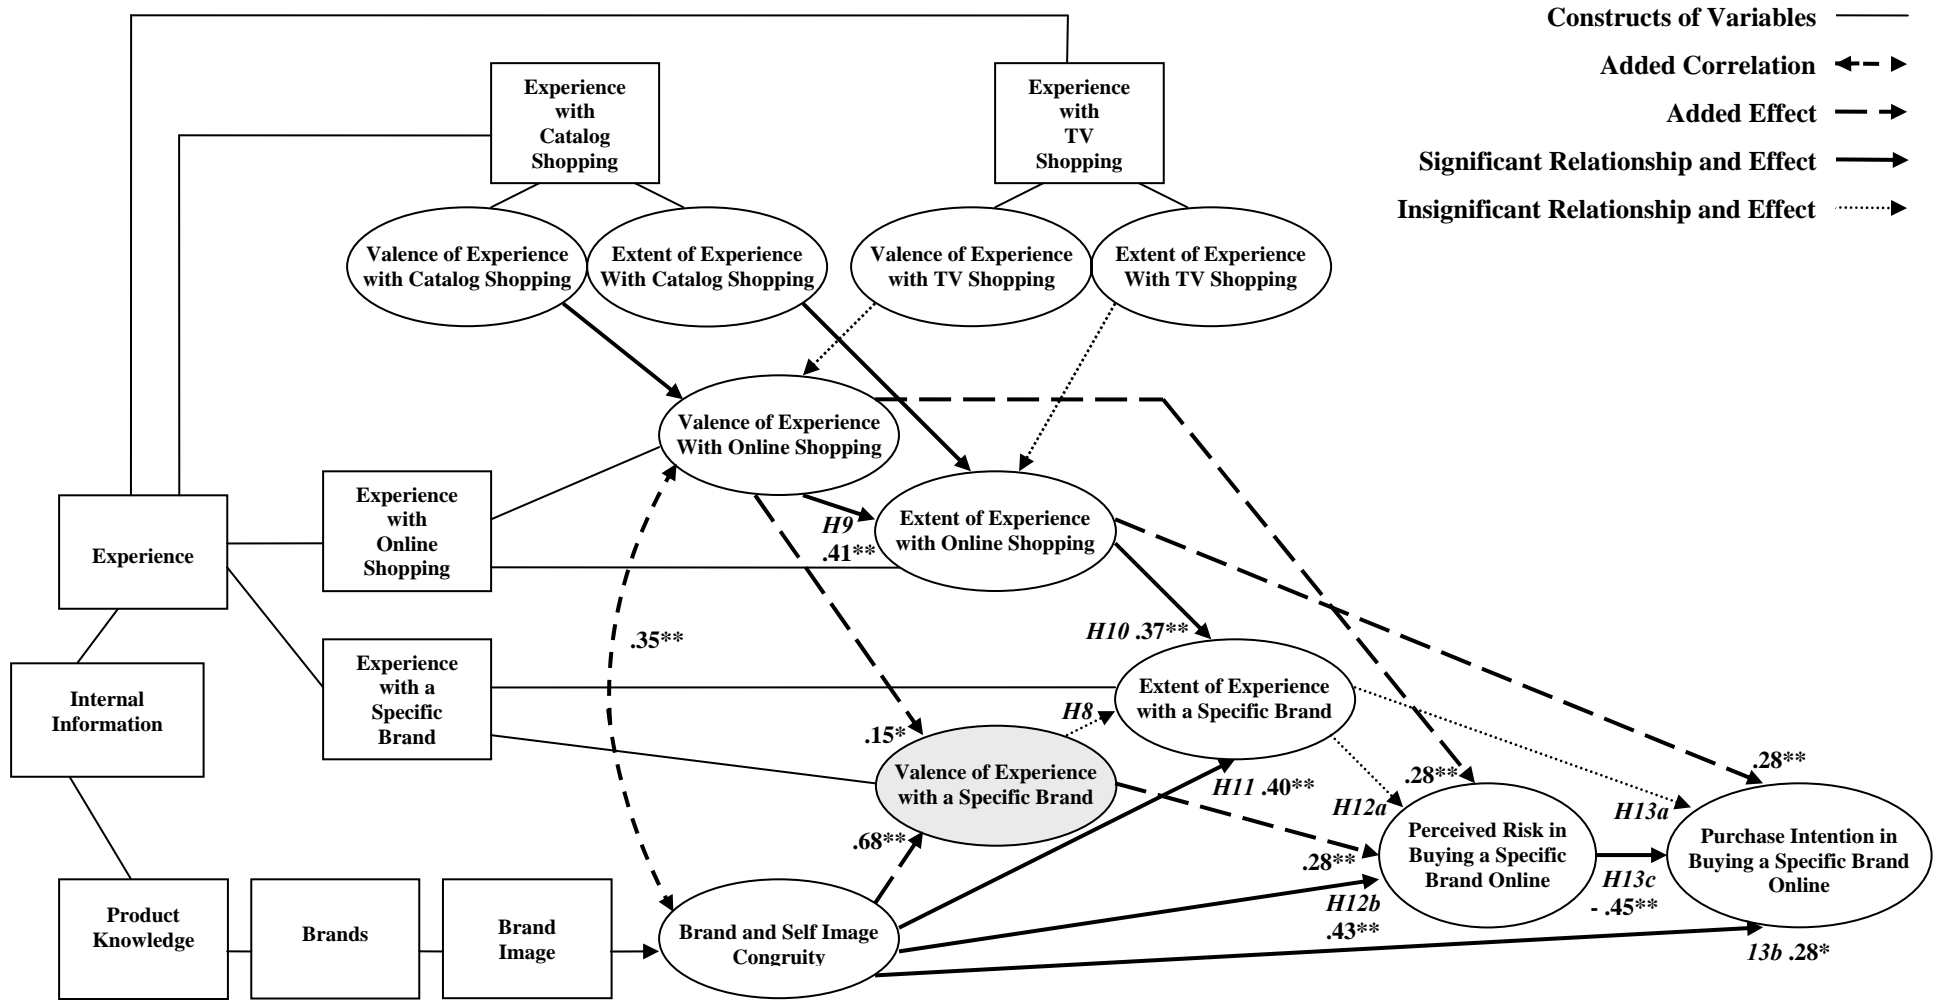 Constructs of Variables
Added Correlation
Added Effect
Significant Relationship and Effect
Insignificant Relationship and Effect
Experience
with
Catalog
Shopping
Experience
with
TV
Shopping
Valence of Experience
with Catalog Shopping
Extent of Experience
With Catalog Shopping
Valence of Experience
with TV Shopping
Extent of Experience
With TV Shopping
Valence of Experience
With Online Shopping
Experience
with
Online
Shopping
Experience
H9
.41**
Extent of Experience
with Online Shopping
.35**
H10 .37**
Experience
with a
Specific
Brand
Internal
Information
Extent of Experience
with a Specific Brand
H8
.15*
Valence of Experience
with a Specific Brand
H11 .40**
H12a
.28**
.28**
H13a
.68**
.28**
Perceived Risk in
Buying a Specific
Brand Online
Purchase Intention in
Buying a Specific Brand
Online
H13c
- .45**
H12b
.43**
13b .28*
Product
Knowledge
Brands
Brand
Image
Brand and Self Image
Congruity